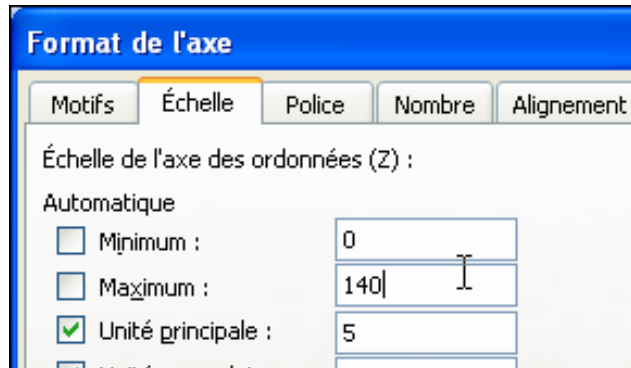 Format de l'axe
Motifs Échelle Police Nombre Alignement
Échelle de l'axe des ordonnées (Z) :
Automatique
Minimum : 0
Maximum : 140
Unité principale : 5